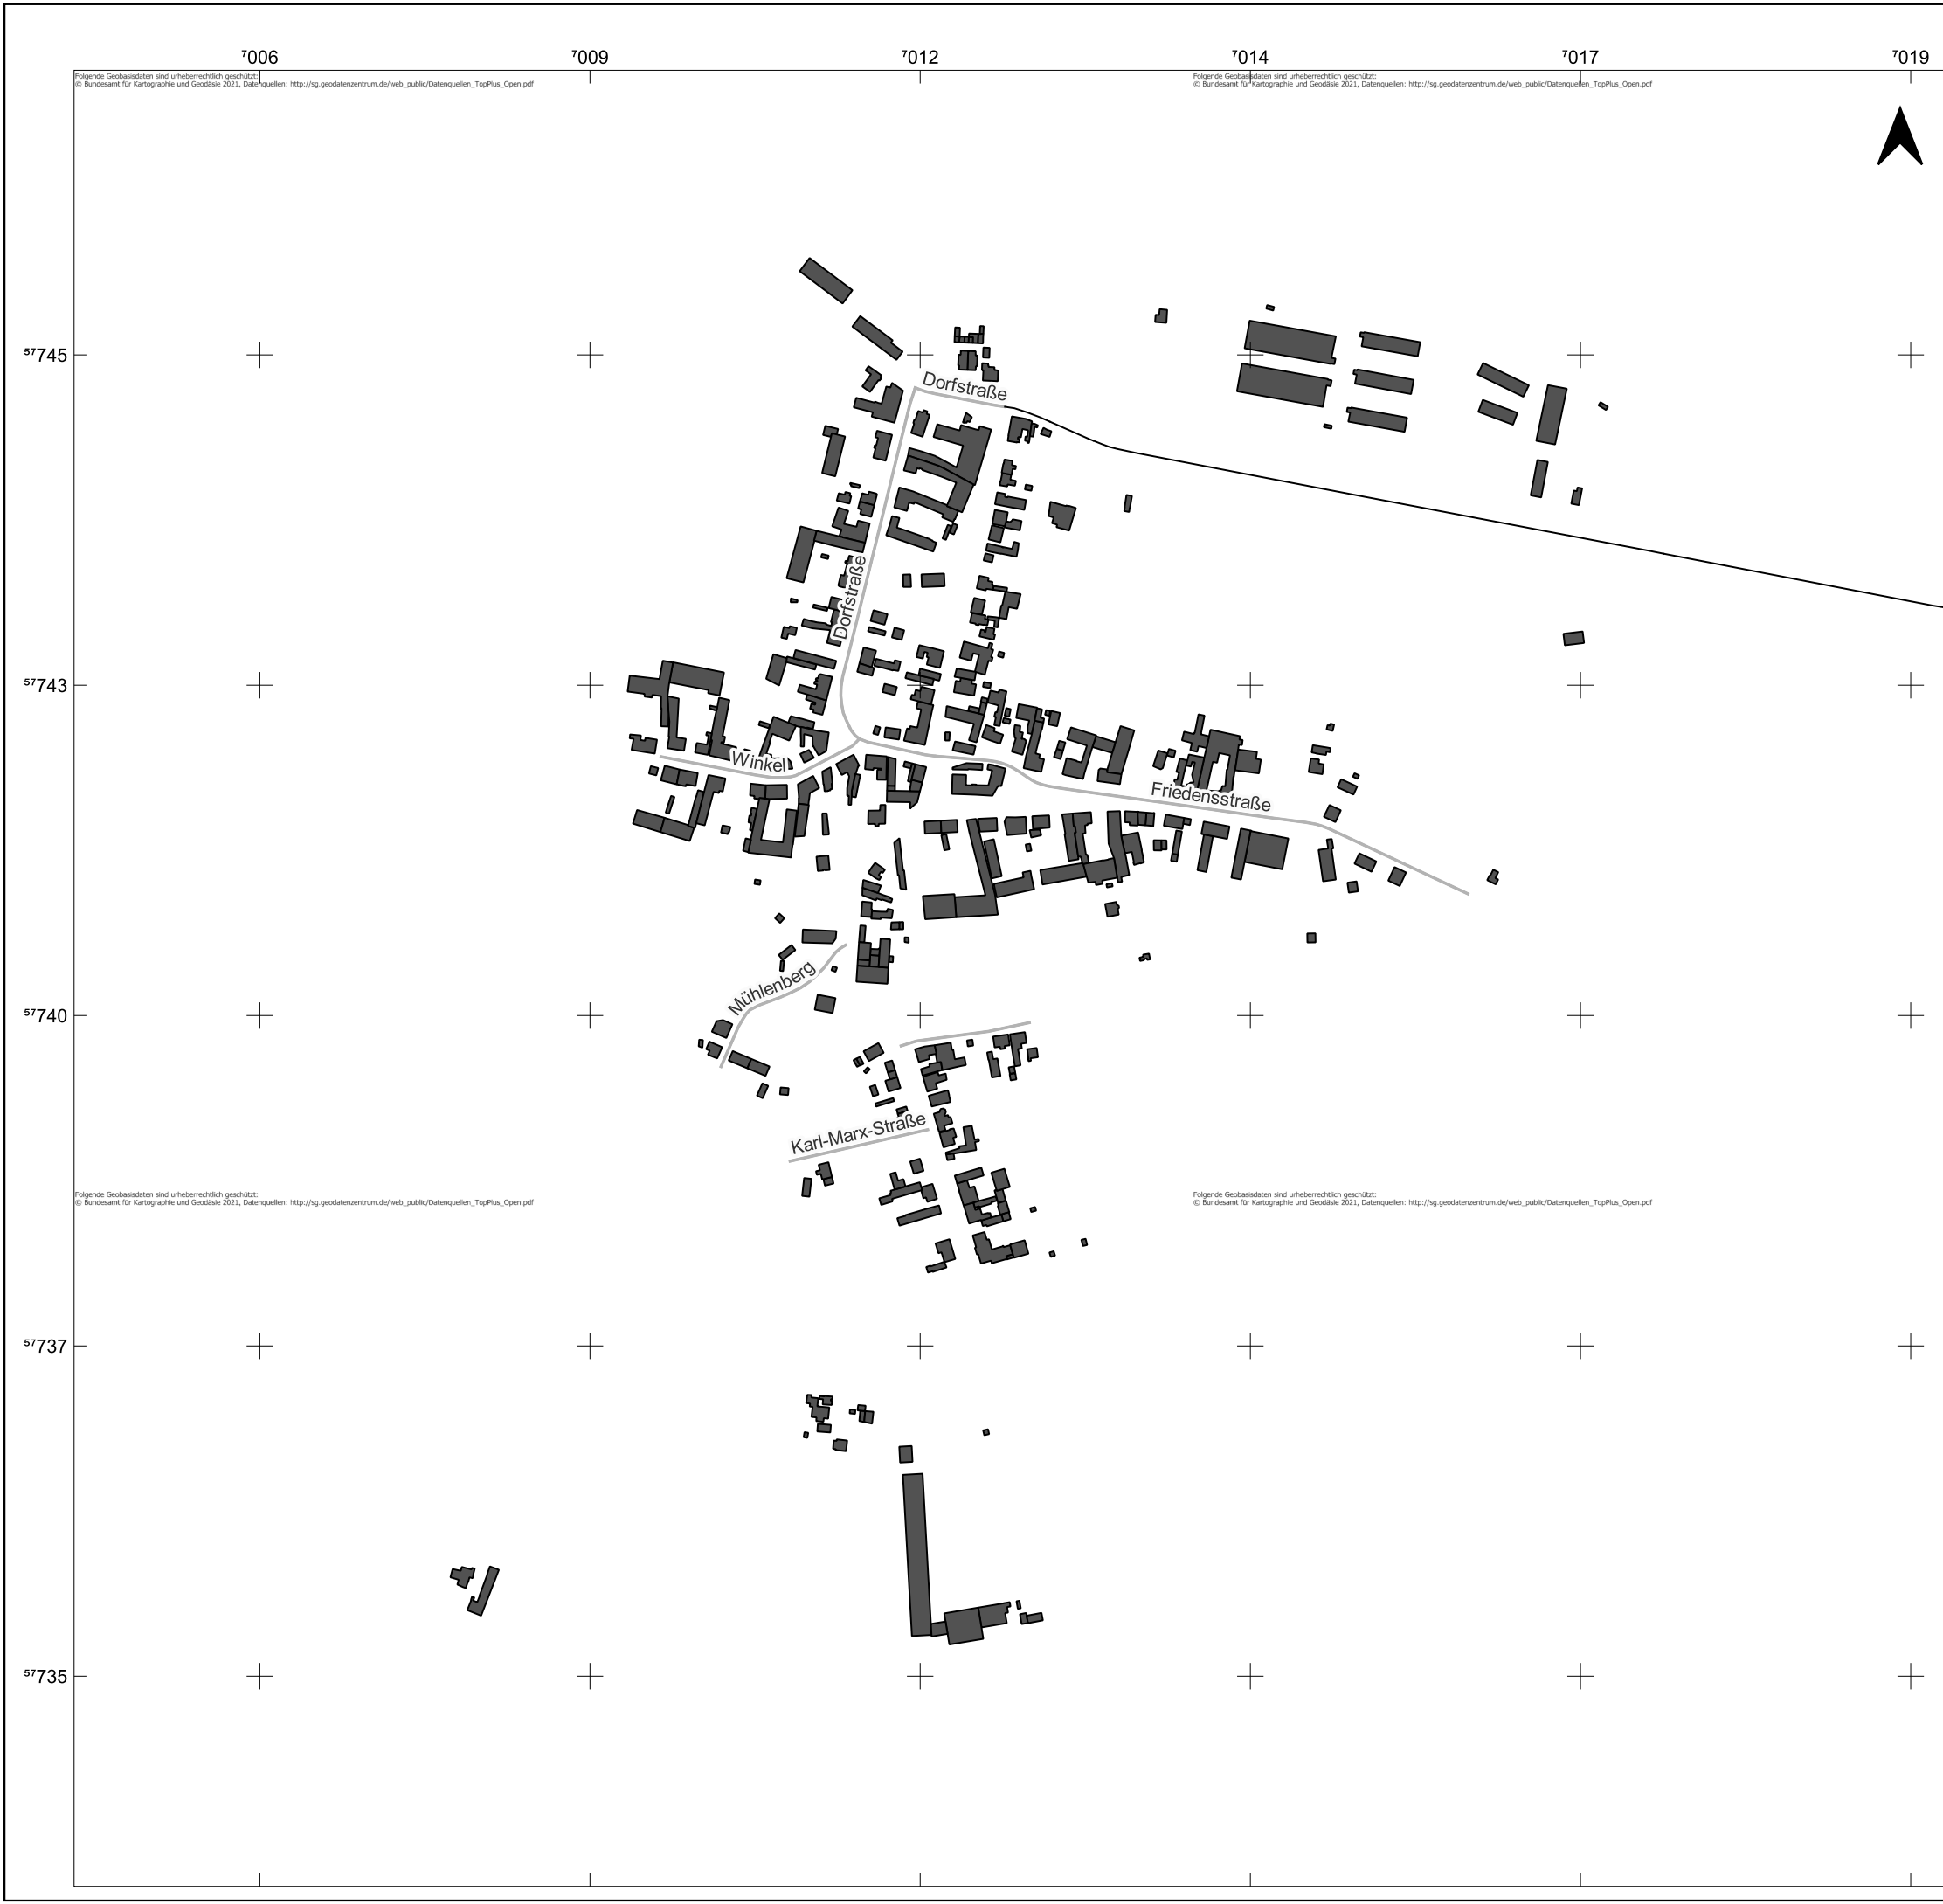 7006 7009 7012 7014 7017 7019
Folgende Geobasisdaten sind urheberrechtlich geschützt:
© Bundesamt für Kartographie und Geodäsie 2021, Datenquellen: http://sg.geodatenzentrum.de/web_public/Datenquellen_TopPlus_Open.pdf
Folgende Geobasisdaten sind urheberrechtlich geschützt:
© Bundesamt für Kartographie und Geodäsie 2021, Datenquellen: http://sg.geodatenzentrum.de/web_public/Datenquellen_TopPlus_Open.pdf
57745
Dorfstraße
Dorfstraße
57743
Winkel
Friedensstraße
Mühlenberg
57740
Karl-Marx-Straße
Folgende Geobasisdaten sind urheberrechtlich geschützt:
© Bundesamt für Kartographie und Geodäsie 2021, Datenquellen: http://sg.geodatenzentrum.de/web_public/Datenquellen_TopPlus_Open.pdf
Folgende Geobasisdaten sind urheberrechtlich geschützt:
© Bundesamt für Kartographie und Geodäsie 2021, Datenquellen: http://sg.geodatenzentrum.de/web_public/Datenquellen_TopPlus_Open.pdf
57737
57735